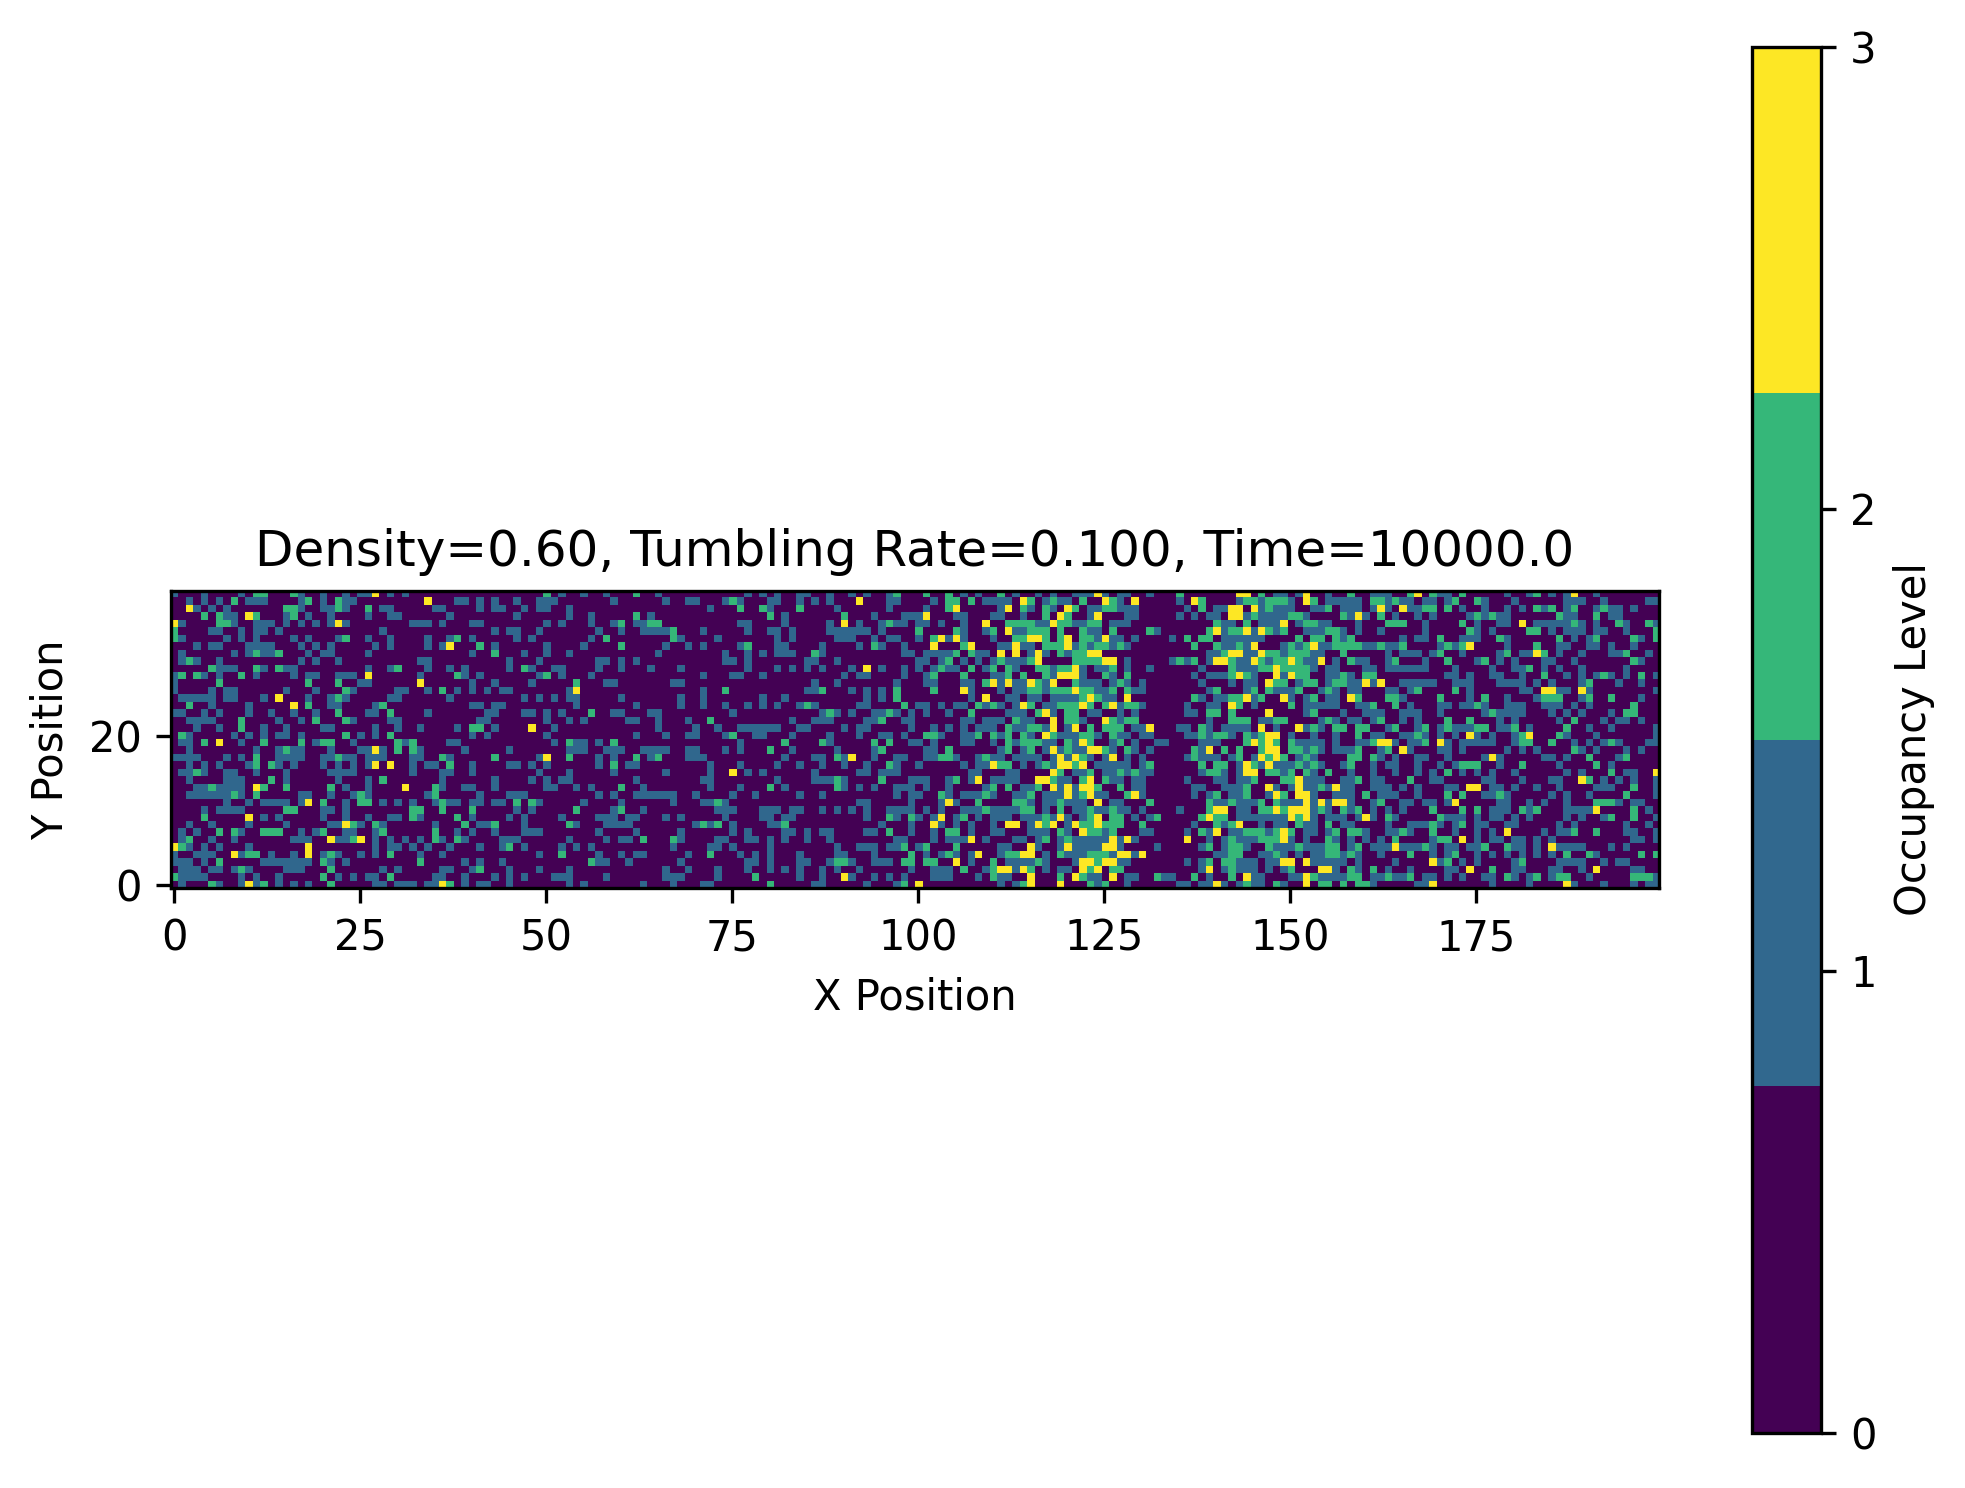 Density=0.60, Tumbling Rate=0.100, Time=10000.0
Y Position
20
0
0 25 50 75 100 125 150 175
X Position
3
2
1
0
Occupancy Level